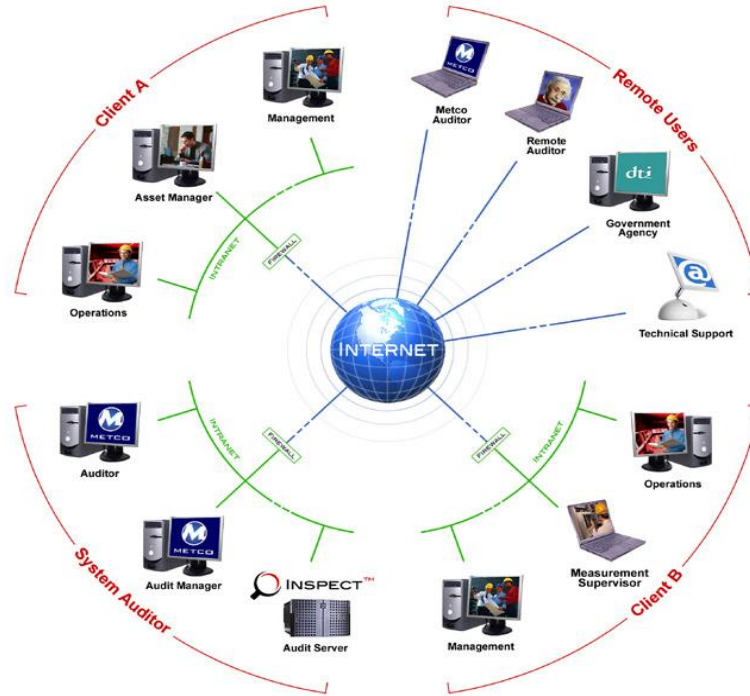 Client A
Management
Asset Manager
Operations
INTRANET
FIREWALL
Remote Users
METCO
Metco
Auditor
Remote
Auditor
dti
Government
Agency
@
Technical Support
INTERNET
System Auditor
METCO
Auditor
METCO
Audit Manager
INSPECT™
Audit Server
INTRANET
FIREWALL
Client B
FIREWALL
INTRANET
Operations
Measurement
Supervisor
Management